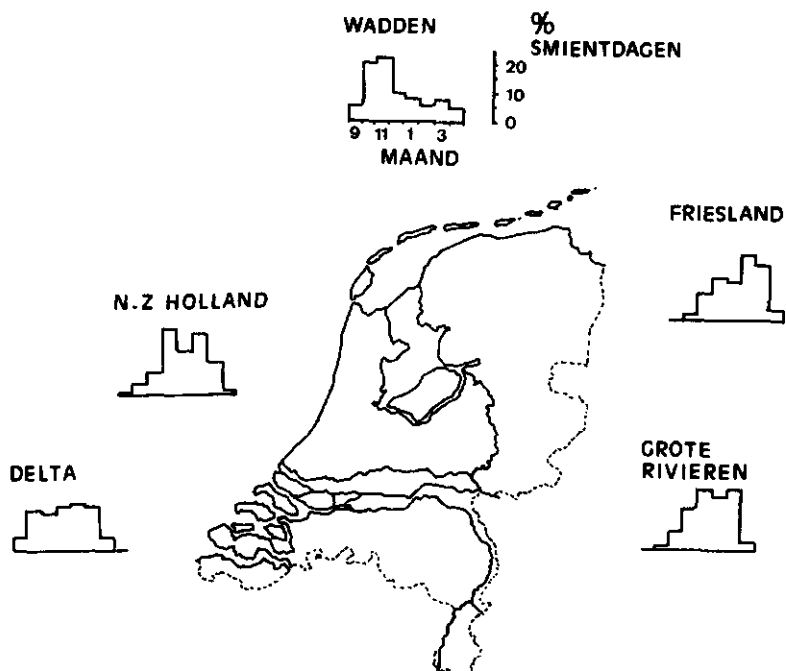 WADDEN
%
SMIENTDAGEN
20
10
0
9 11 1 3
MAAND
FRIESLAND
N.Z HOLLAND
GROTE
RIVIEREN
DELTA